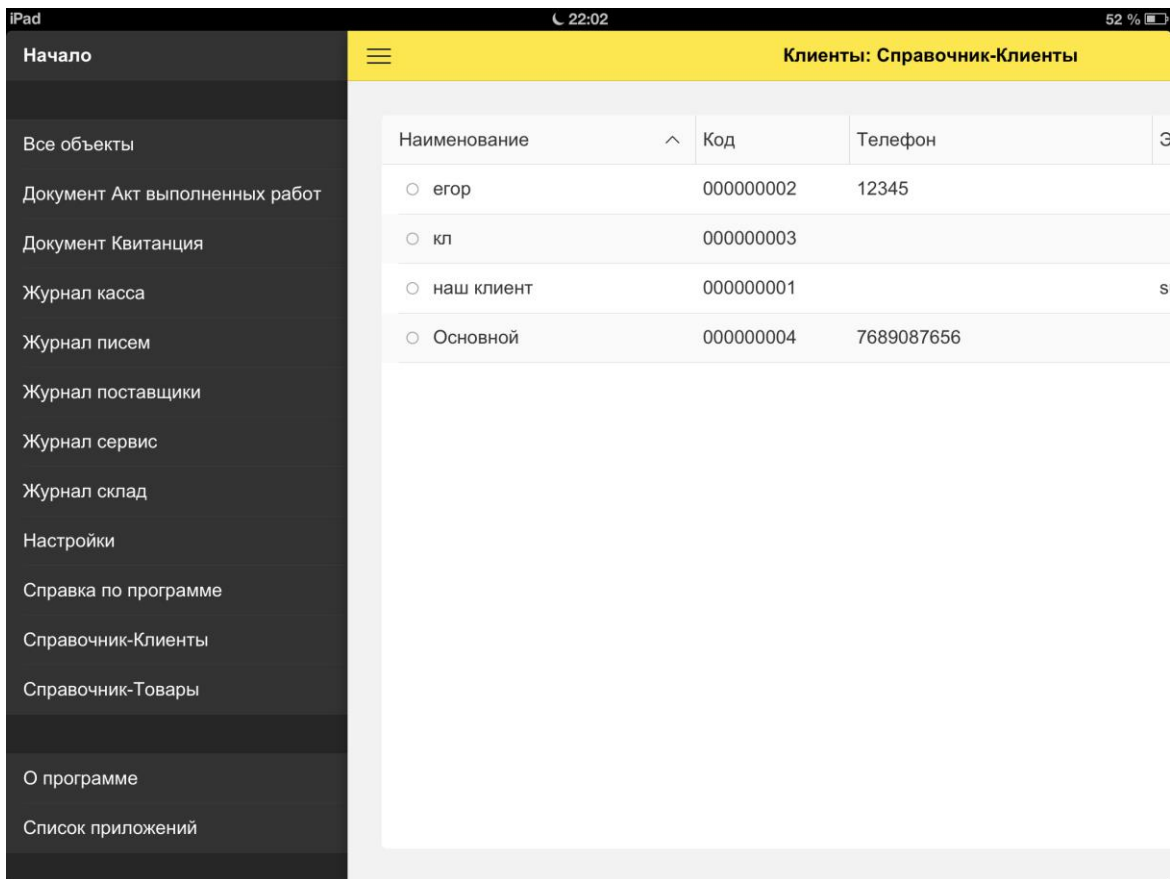 iPad 22:02 52 %
Начало
Клиенты: Справочник-Клиенты
Все объекты
Документ Акт выполненных работ
Документ Квитанция
Журнал касса
Журнал писем
Журнал поставщики
Журнал сервис
Журнал склад
Настройки
Справка по программе
Справочник-Клиенты
Справочник-Товары
О программе
Список приложений
Наименование Код Телефон
егор 000000002 12345
кл 000000003
наш клиент 000000001
Основной 000000004 7689087656